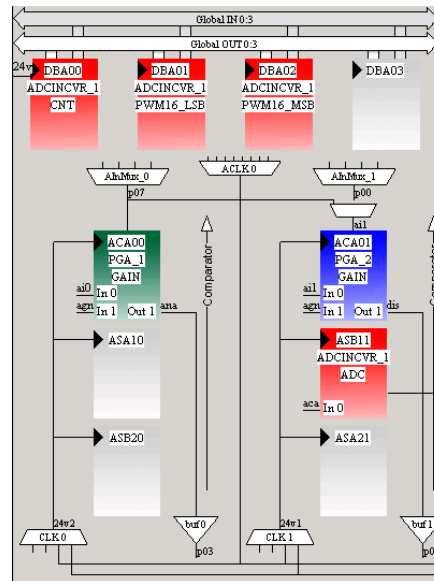 Global IN 0:3
Global OUT 0:3
24v
DBA00
ADCINCVR_1
CNT
DBA01
ADCINCVR_1
PWM16_LSB
DBA02
ADCINCVR_1
PWM16_MSB
DBA03
AInMux_0
ACLK 0
AInMux_1
p07
p00
ai1
ACA00
PGA_1
GAIN
ai0
In 0
agn
In 1
Out 1
ana
Comparator
ACA01
PGA_2
GAIN
ai1
In 0
agn
In 1
Out 1
dis
Comparator
ASA10
ASB11
ADCINCVR_1
ADC
aca
In 0
ASB20
ASA21
24v2
CLK 0
buf0
p03
24v1
CLK 1
buf1